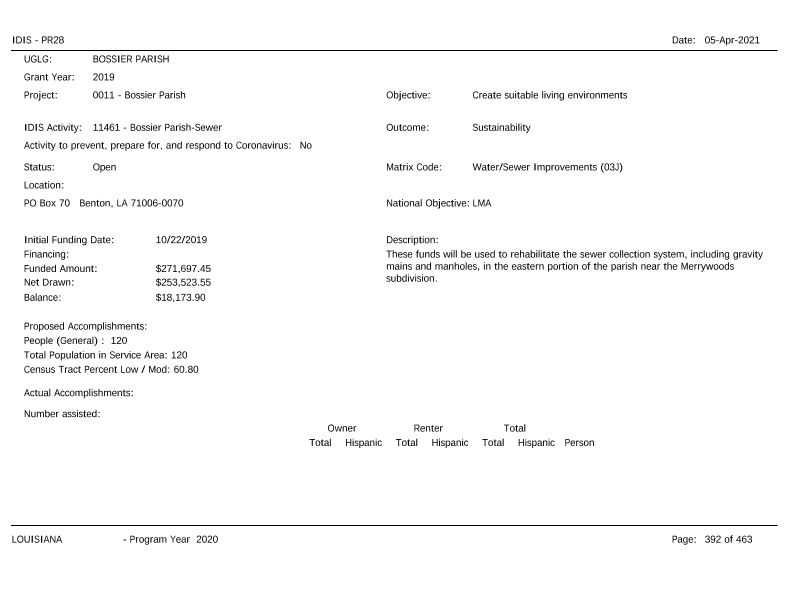 IDIS - PR28 Date: 05-Apr-2021
UGLG: BOSSIER PARISH
Grant Year: 2019
Project: 0011 - Bossier Parish Objective: Create suitable living environments
IDIS Activity: 11461 - Bossier Parish-Sewer Outcome: Sustainability
Activity to prevent, prepare for, and respond to Coronavirus: No
Status: Open Matrix Code: Water/Sewer Improvements (03J)
Location:
PO Box 70 Benton, LA 71006-0070 National Objective: LMA
Initial Funding Date: 10/22/2019 Description:
Financing: These funds will be used to rehabilitate the sewer collection system, including gravity
Funded Amount: $271,697.45 mains and manholes, in the eastern portion of the parish near the Merrywoods
Net Drawn: $253,523.55 subdivision.
Balance: $18,173.90
Proposed Accomplishments:
People (General) : 120
Total Population in Service Area: 120
Census Tract Percent Low / Mod: 60.80
Actual Accomplishments:
Number assisted:
Owner Renter Total
Total Hispanic Total Hispanic Total Hispanic Person
LOUISIANA - Program Year 2020 Page: 392 of 463